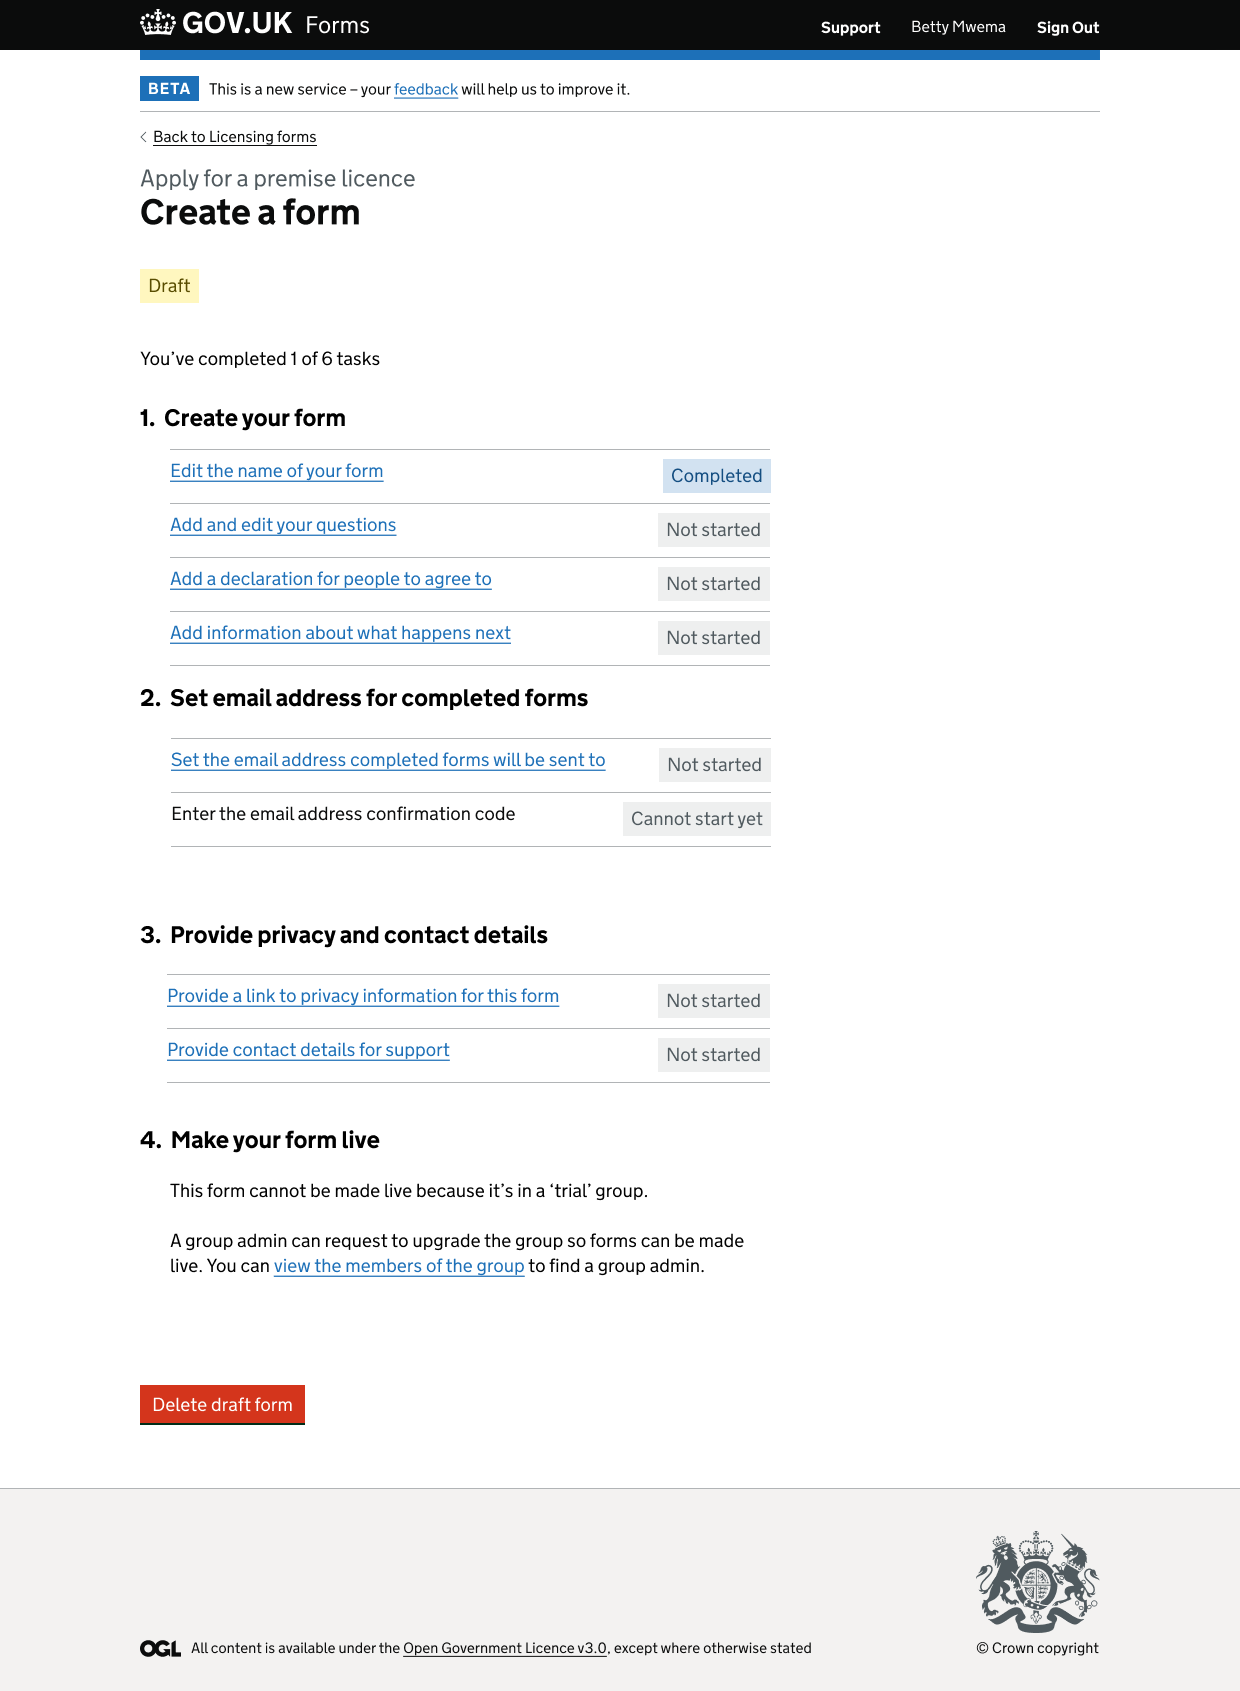 GOV.UK Forms Support Betty Mwema Sign Out
BETA This is a new service – your feedback will help us to improve it.
Back to Licensing forms
Apply for a premise licence
Create a form
Draft
You’ve completed 1 of 6 tasks
1. Create your form
Edit the name of your form Completed
Add and edit your questions Not started
Add a declaration for people to agree to Not started
Add information about what happens next Not started
2. Set email address for completed forms
Set the email address completed forms will be sent to Not started
Enter the email address confirmation code Cannot start yet
3. Provide privacy and contact details
Provide a link to privacy information for this form Not started
Provide contact details for support Not started
4. Make your form live
This form cannot be made live because it’s in a ‘trial’ group.
A group admin can request to upgrade the group so forms can be made
live. You can view the members of the group to find a group admin.
Delete draft form
OGL All content is available under the Open Government Licence v3.0, except where otherwise stated © Crown copyright